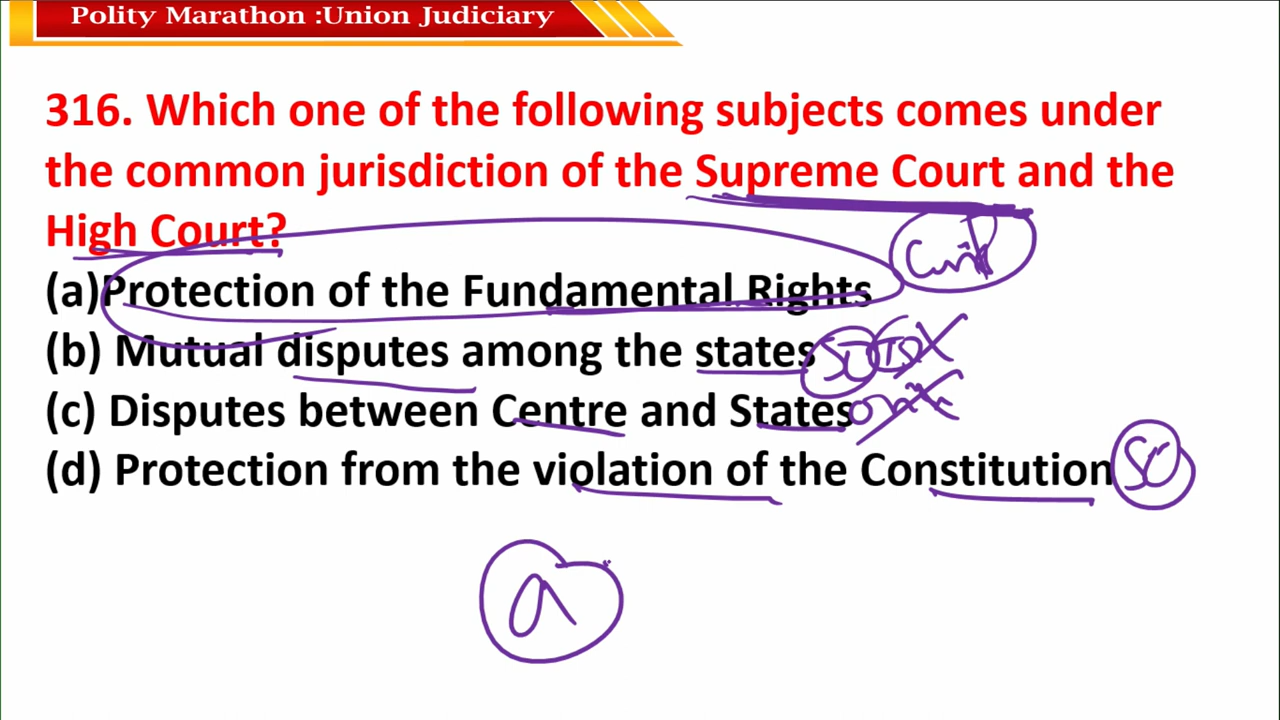 Polity Marathon :Union Judiciary
316. Which one of the following subjects comes under
the common jurisdiction of the Supreme Court and the
High Court?
(a)Protection of the Fundamental Rights
(b) Mutual disputes among the states SC
(c) Disputes between Centre and States
(d) Protection from the violation of the Constitution SC
a